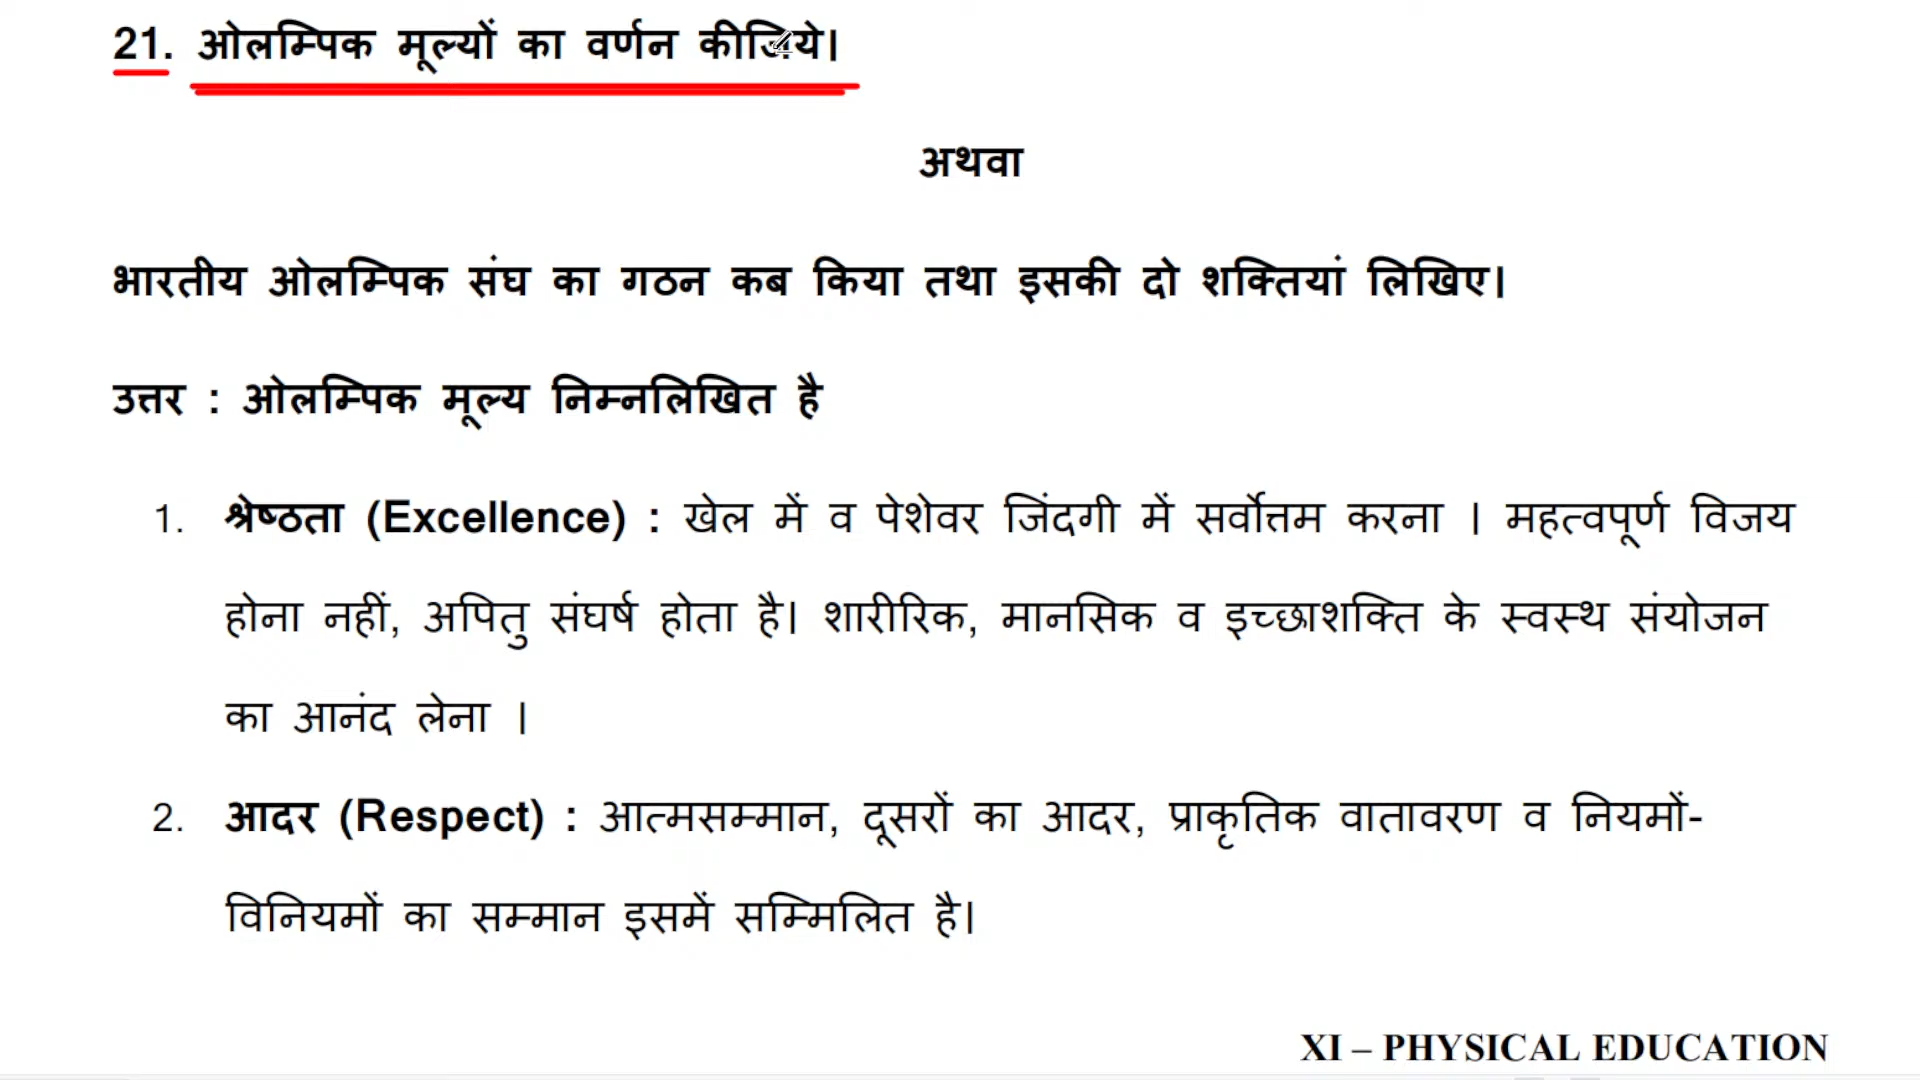 21. ओलम्पिक मूल्यों का वर्णन कीजिये।
अथवा
भारतीय ओलम्पिक संघ का गठन कब किया तथा इसकी दो शक्तियां लिखिए।
उत्तर : ओलम्पिक मूल्य निम्नलिखित है
1. श्रेष्ठता (Excellence) : खेल में व पेशेवर जिंदगी में सर्वोत्तम करना । महत्वपूर्ण विजय
होना नहीं, अपितु संघर्ष होता है। शारीरिक, मानसिक व इच्छाशक्ति के स्वस्थ संयोजन
का आनंद लेना ।
2. आदर (Respect) : आत्मसम्मान, दूसरों का आदर, प्राकृतिक वातावरण व नियमों-
विनियमों का सम्मान इसमें सम्मिलित है।
XI – PHYSICAL EDUCATION